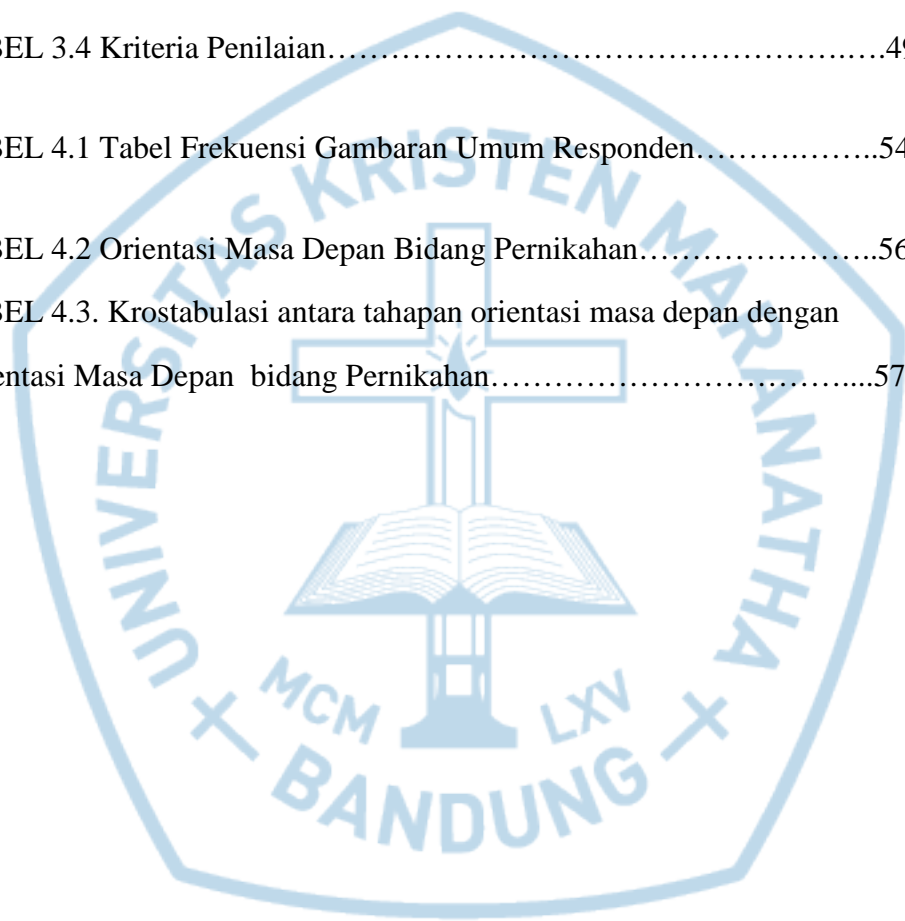 BEL 3.4 Kriteria Penilaian……………………………………………….….49
BEL 4.1 Tabel Frekuensi Gambaran Umum Responden……….……..54
BEL 4.2 Orientasi Masa Depan Bidang Pernikahan…………………..56
BEL 4.3. Krostabulasi antara tahapan orientasi masa depan dengan
entasi Masa Depan  bidang Pernikahan……………………………....57
UNIVERSITAS KRISTEN MARANATHA
MCM LXV
BANDUNG